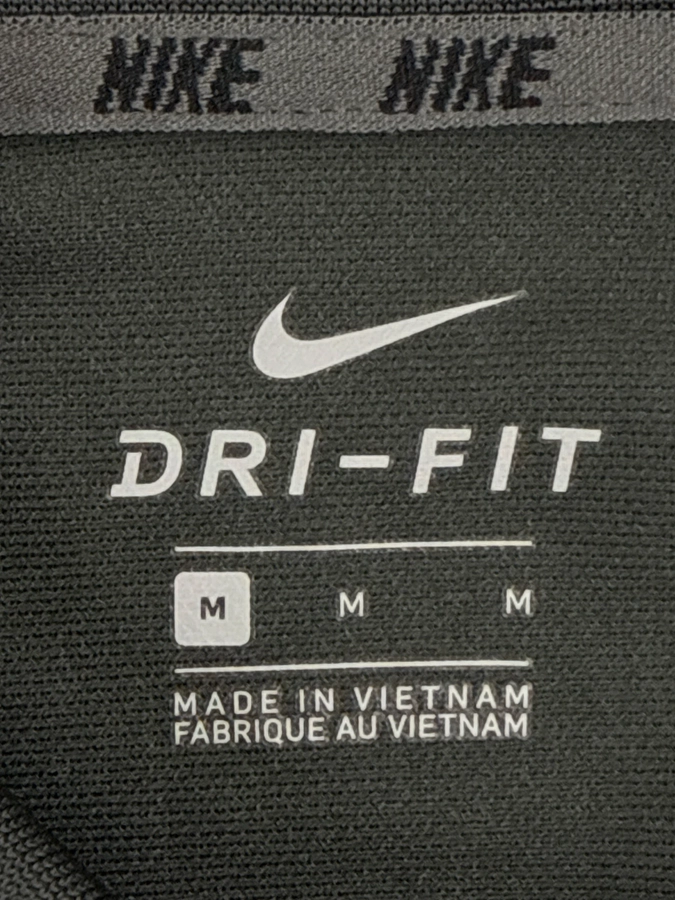 NIKE NIKE
DRI-FIT
M M M
MADE IN VIETNAM
FABRIQUE AU VIETNAM